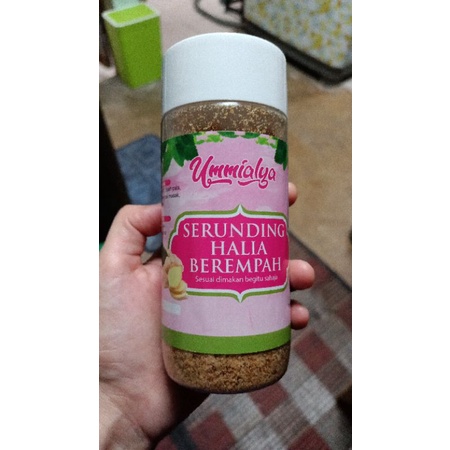 Ummialya
SERUNDING
HALIA
BEREMPAH
Sesuai dimakan begitu sahaja